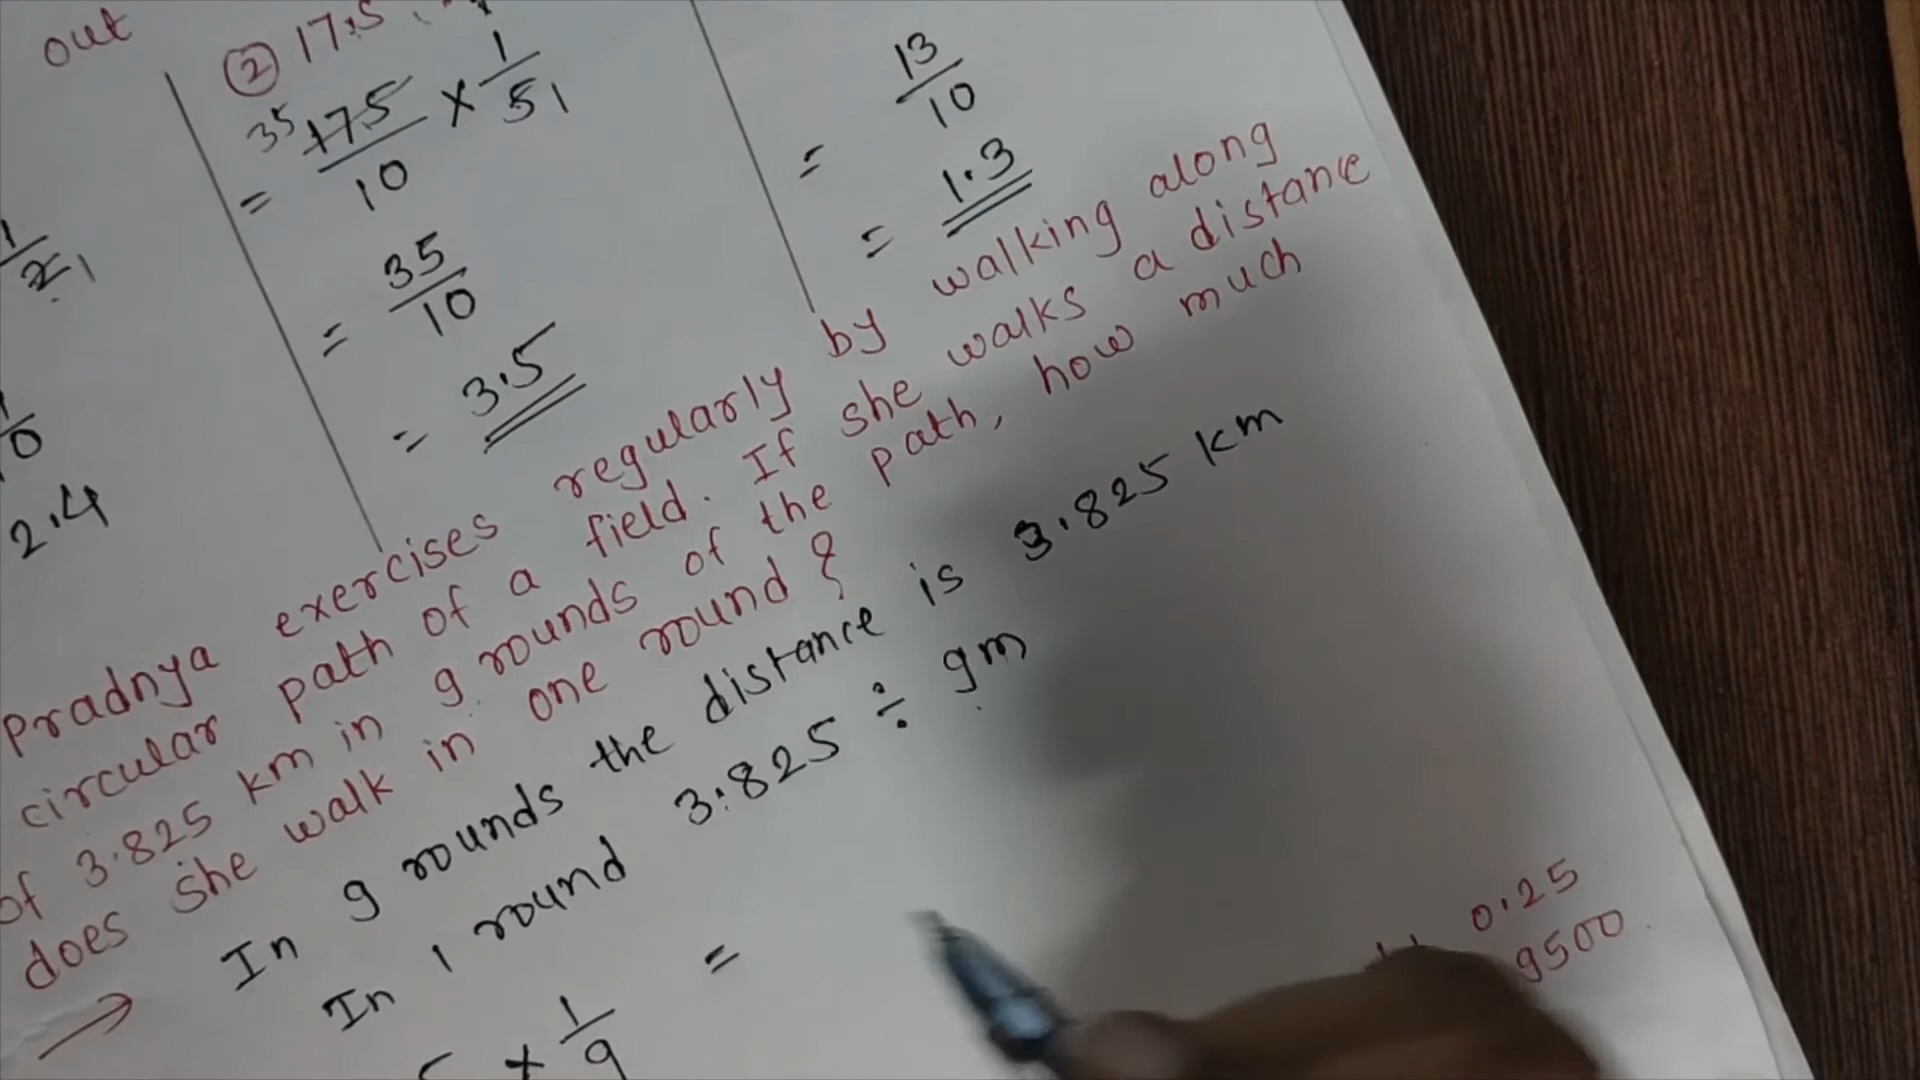 out
② 17.5
35 175/10 × 1/5 1
= 35/10
= 3.5
1/2 1
2.4
= 13/10
= 1.3
pradnya exercises regularly by walking along
circular path of a field. If she walks a distance
of 3.825 km in 9 rounds of the path, how much
does she walk in one round?
→ In 9 rounds the distance is 3.825 km
In 1 round 3.825 ÷ 9m
× 1/9 =
0.25
9500